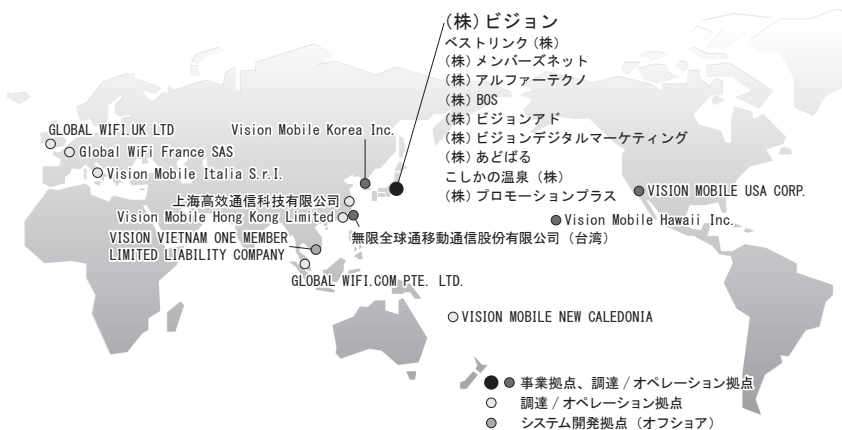 (株)ビジョン
ベストリンク(株)
(株)メンバーズネット
(株)アルファーテクノ
(株)BOS
(株)ビジョンアド
(株)ビジョンデジタルマーケティング
(株)あどばる
こしかの温泉(株)
(株)プロモーションプラス
GLOBAL WIFI.UK LTD
Global WiFi France SAS
Vision Mobile Italia S.r.I.
Vision Mobile Korea Inc.
上海高效通信科技有限公司
Vision Mobile Hong Kong Limited
無限全球通移動通信股份有限公司(台湾)
VISION VIETNAM ONE MEMBER
LIMITED LIABILITY COMPANY
GLOBAL WIFI.COM PTE. LTD.
VISION MOBILE USA CORP.
Vision Mobile Hawaii Inc.
VISION MOBILE NEW CALEDONIA
事業拠点、調達/オペレーション拠点
調達/オペレーション拠点
システム開発拠点(オフショア)